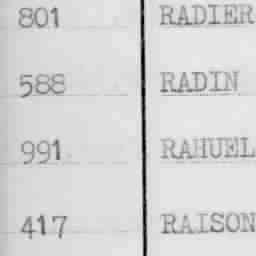 801 RADIER
588 RADIN
991 RAHUEL
417 RAISON